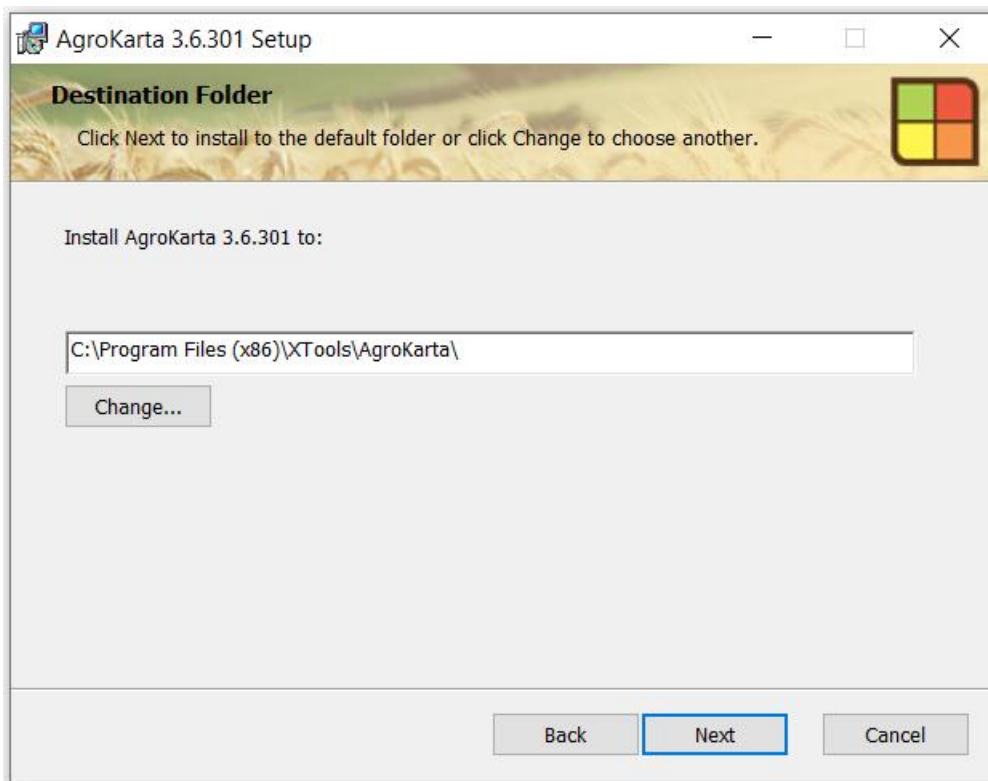 AgroKarta 3.6.301 Setup
Destination Folder
Click Next to install to the default folder or click Change to choose another.
Install AgroKarta 3.6.301 to:
C:\Program Files (x86)\XTools\AgroKarta\
Change...
Back Next Cancel